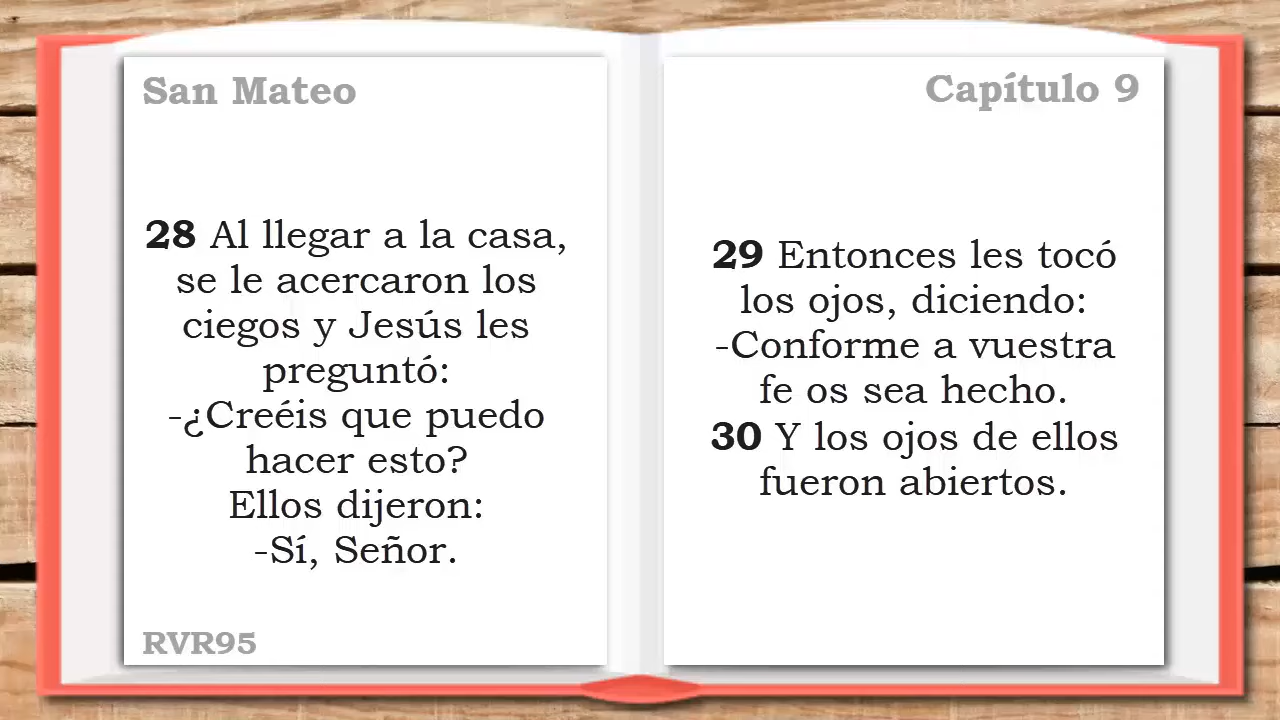 San Mateo
28 Al llegar a la casa,
se le acercaron los
ciegos y Jesús les
preguntó:
-¿Creéis que puedo
hacer esto?
Ellos dijeron:
-Sí, Señor.
RVR95
Capítulo 9
29 Entonces les tocó
los ojos, diciendo:
-Conforme a vuestra
fe os sea hecho.
30 Y los ojos de ellos
fueron abiertos.